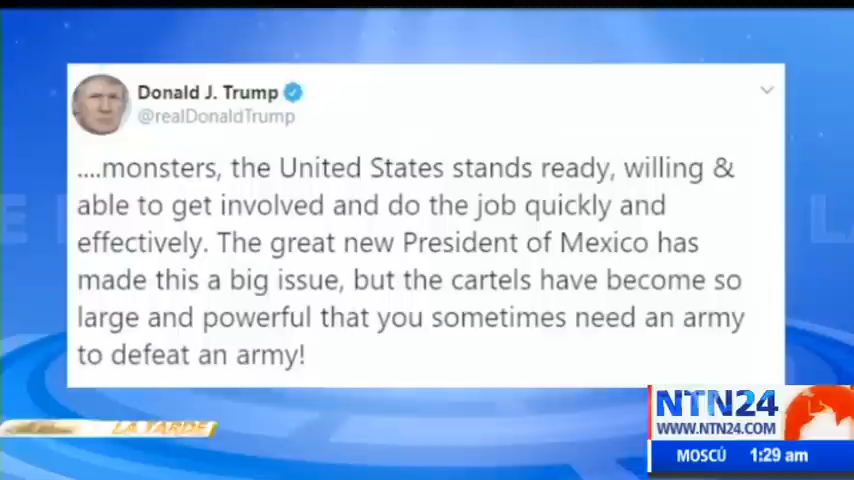 Donald J. Trump
@realDonaldTrump
....monsters, the United States stands ready, willing &
able to get involved and do the job quickly and
effectively. The great new President of Mexico has
made this a big issue, but the cartels have become so
large and powerful that you sometimes need an army
to defeat an army!
LA TARDE
NTN24
WWW.NTN24.COM
MOSCÚ 1:29 am